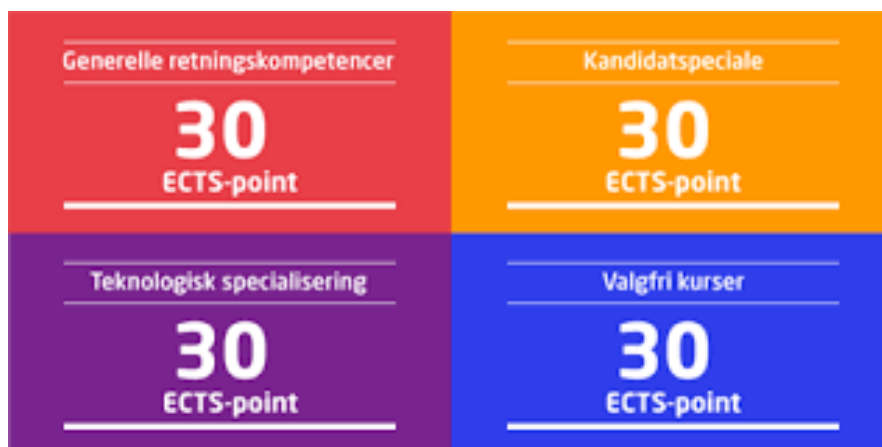 Generelle retningskompetencer
30
ECTS-point
Kandidatspeciale
30
ECTS-point
Teknologisk specialisering
30
ECTS-point
Valgfri kurser
30
ECTS-point